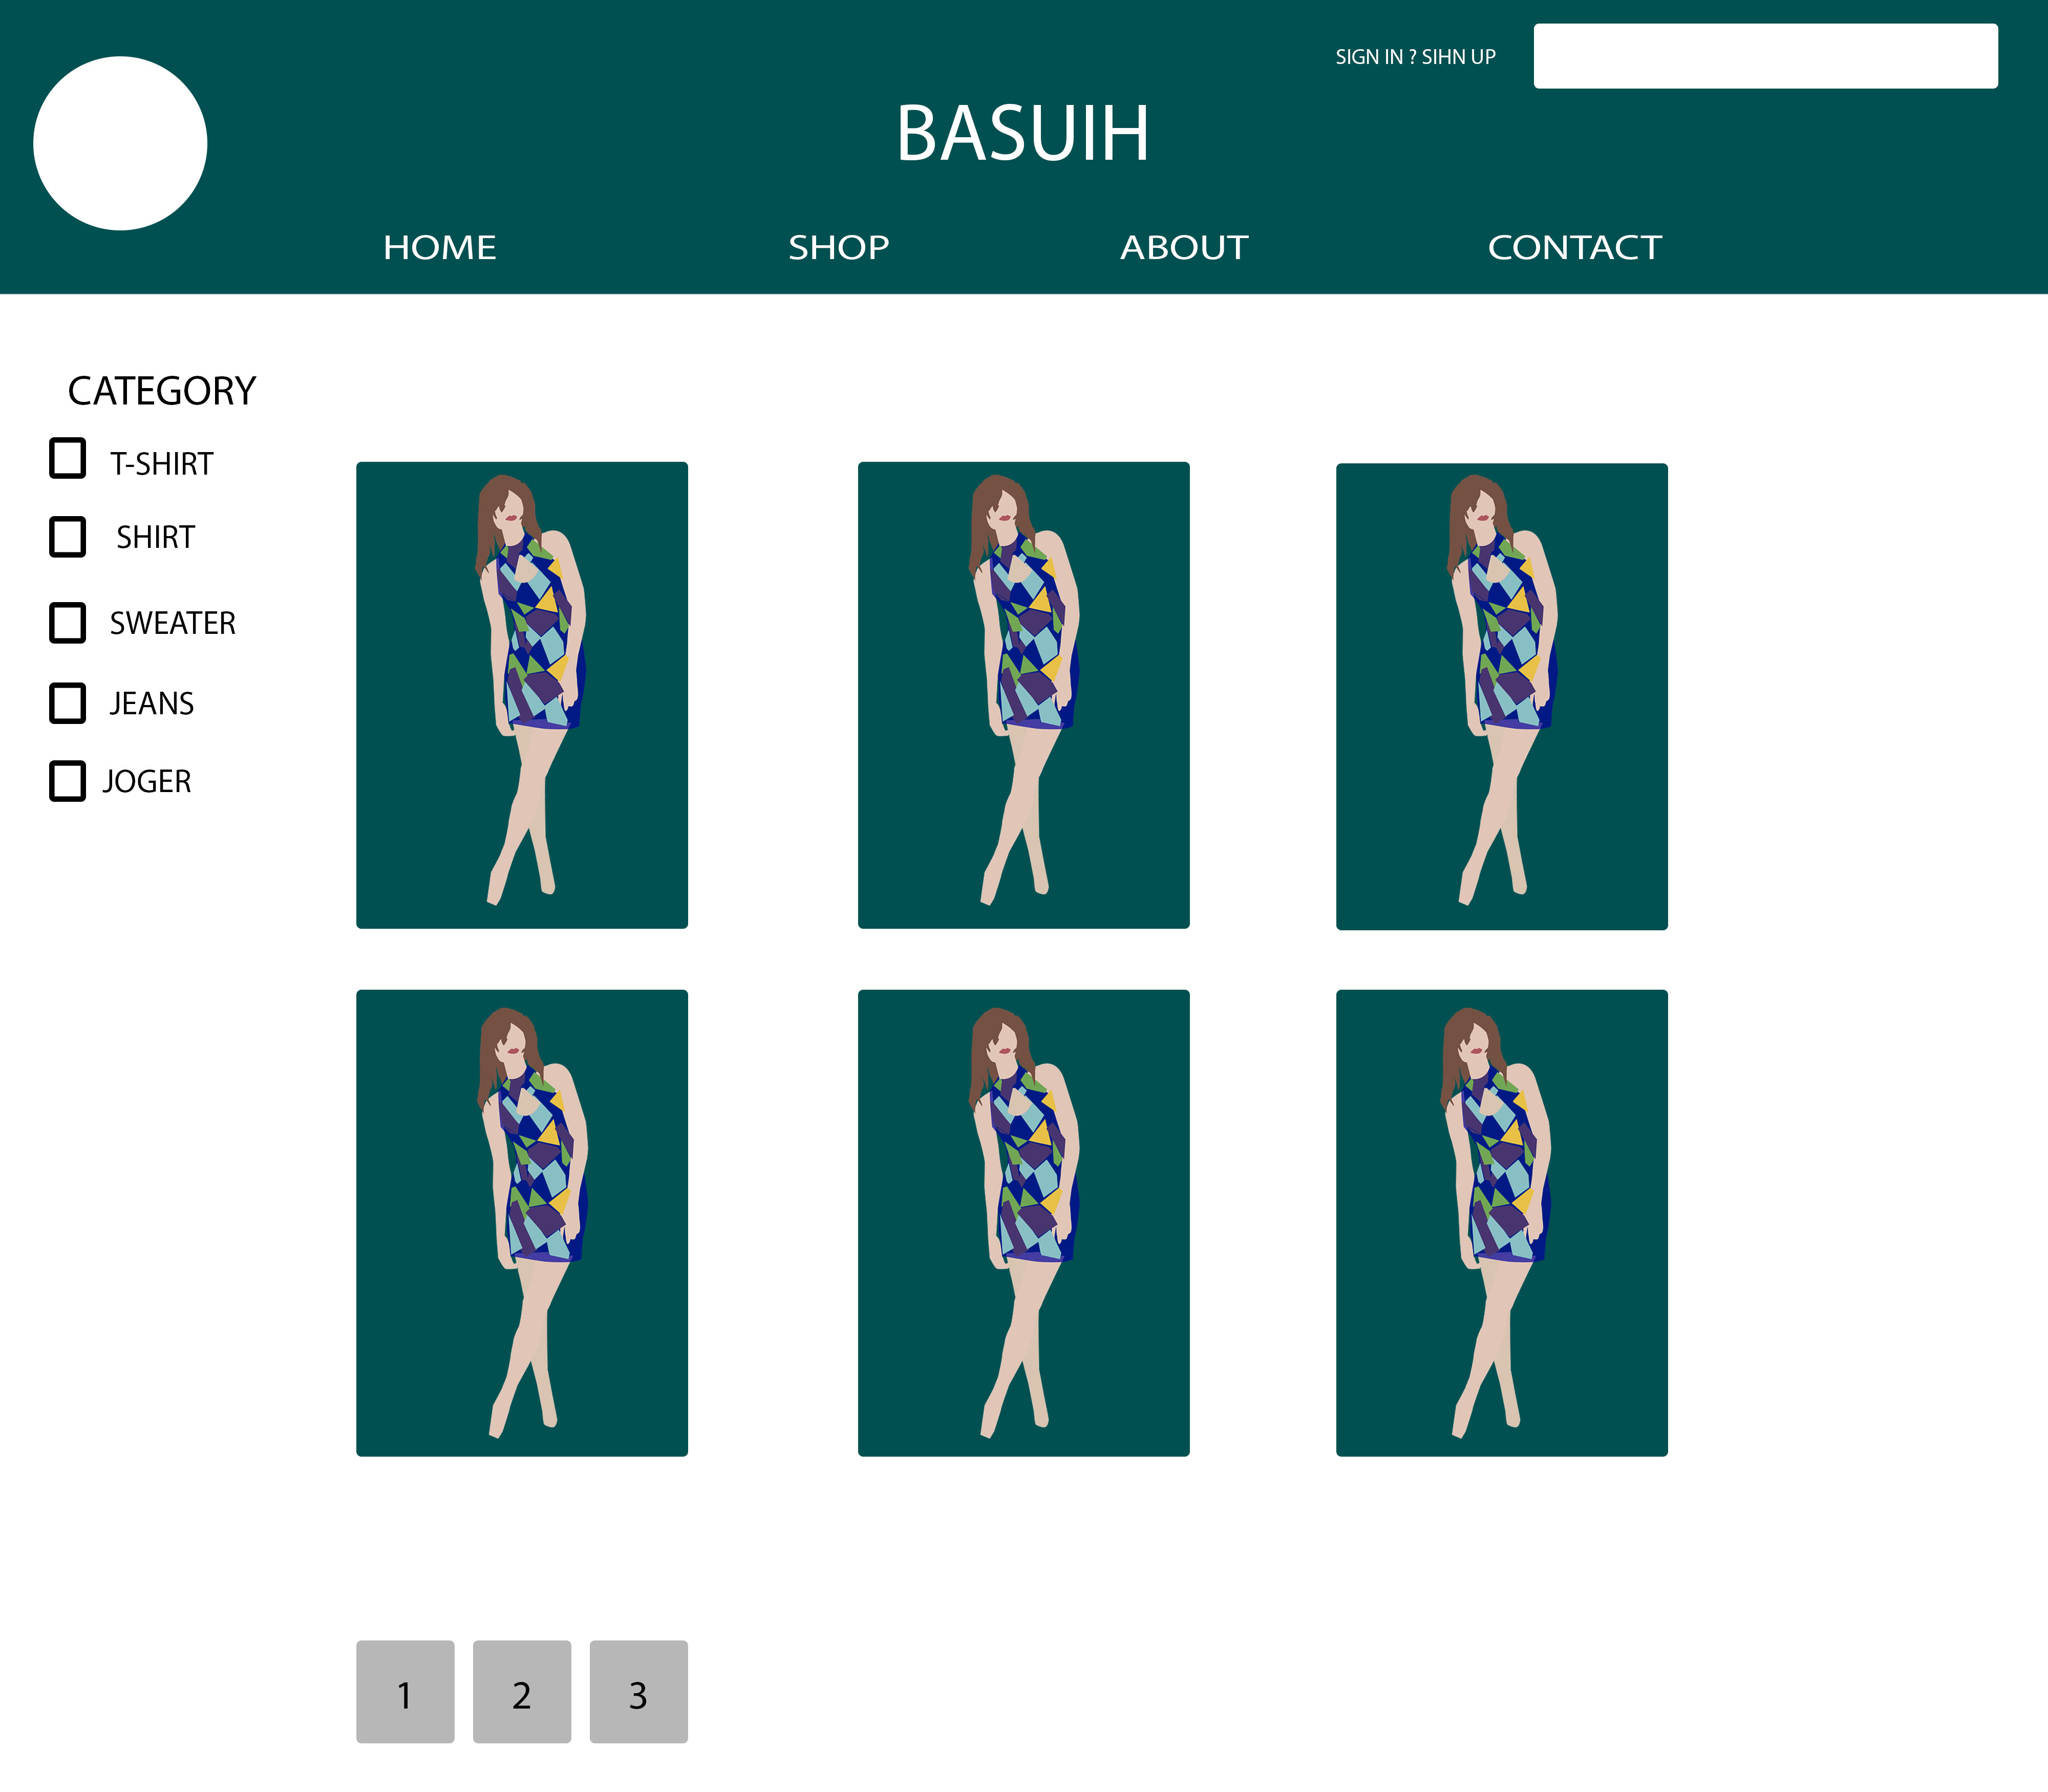 SIGN IN ? SIHN UP
BASUIH
HOME SHOP ABOUT CONTACT
CATEGORY
T-SHIRT
SHIRT
SWEATER
JEANS
JOGER
1 2 3